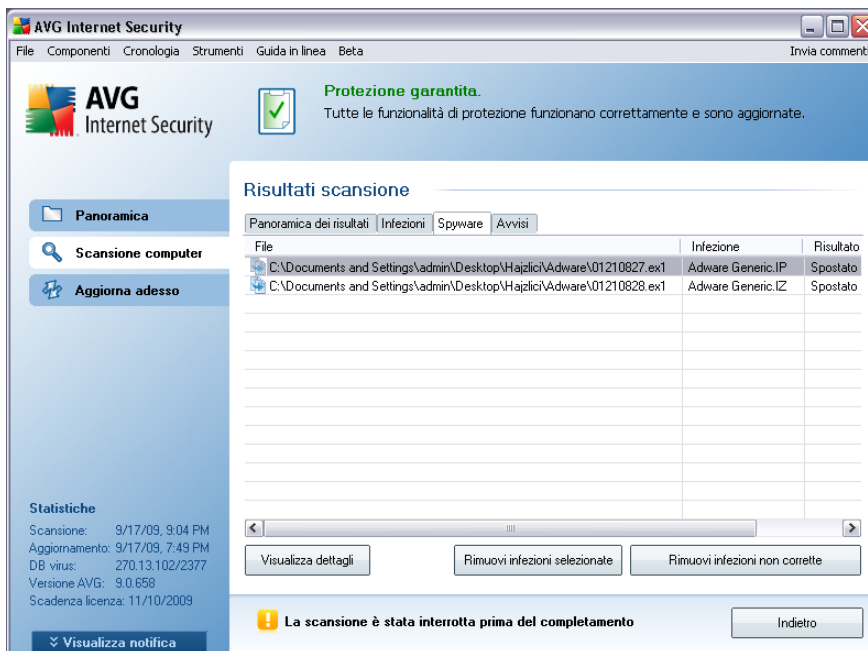 AVG Internet Security
File Componenti Cronologia Strumenti Guida in linea Beta Invia commenti
AVG
Internet Security
Protezione garantita.
Tutte le funzionalità di protezione funzionano correttamente e sono aggiornate.
Panoramica
Scansione computer
Aggiorna adesso
Risultati scansione
Panoramica dei risultati Infezioni Spyware Avvisi
File Infezione Risultato
C:\Documents and Settings\admin\Desktop\Hajzlici\Adware\01210827.ex1 Adware Generic.IP Spostato
C:\Documents and Settings\admin\Desktop\Hajzlici\Adware\01210828.ex1 Adware Generic.IZ Spostato
Visualizza dettagli Rimuovi infezioni selezionate Rimuovi infezioni non corrette
Statistiche
Scansione: 9/17/09, 9:04 PM
Aggiornamento: 9/17/09, 7:49 PM
DB virus: 270.13.102/2377
Versione AVG: 9.0.658
Scadenza licenza: 11/10/2009
Visualizza notifica
La scansione è stata interrotta prima del completamento
Indietro